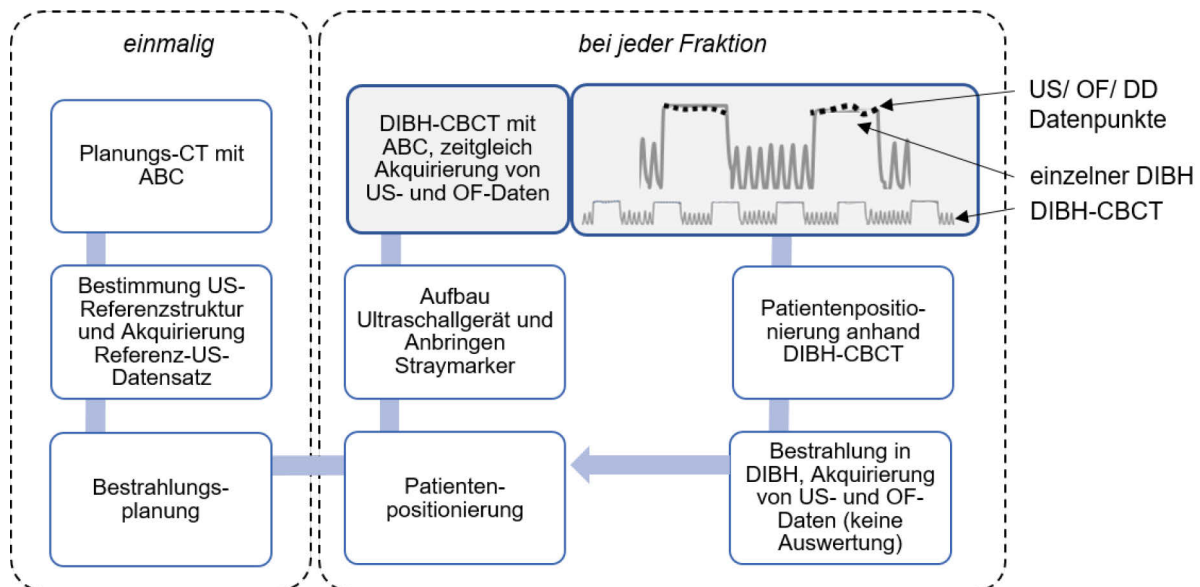 einmalig
Planungs-CT mit
ABC
Bestimmung US-
Referenzstruktur
und Akquirierung
Referenz-US-
Datensatz
Bestrahlungs-
planung
bei jeder Fraktion
DIBH-CBCT mit
ABC, zeitgleich
Akquirierung von
US- und OF-Daten
Aufbau
Ultraschallgerät und
Anbringen
Straymarker
Patienten-
positionierung
Patientenpositio-
nierung anhand
DIBH-CBCT
Bestrahlung in
DIBH, Akquirierung
von US- und OF-
Daten (keine
Auswertung)
US/ OF/ DD
Datenpunkte
einzelner DIBH
DIBH-CBCT